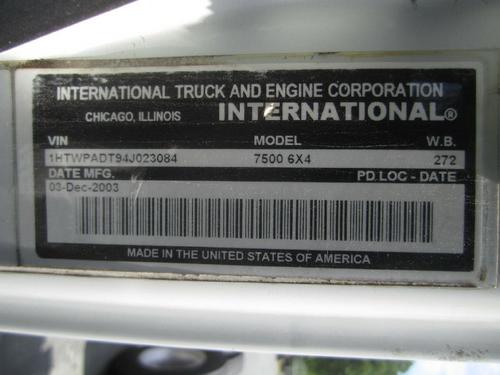 INTERNATIONAL TRUCK AND ENGINE CORPORATION
CHICAGO, ILLINOIS INTERNATIONAL®
VIN MODEL W.B.
1HTWPADT94J023084 7500 6X4 272
DATE MFG. PD LOC - DATE
03-Dec-2003
MADE IN THE UNITED STATES OF AMERICA